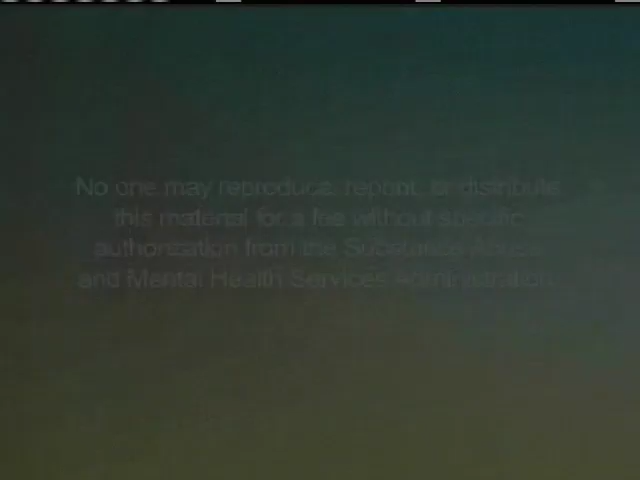 No one may reproduce, reprint, or distribute
this material for a fee without specific
authorization from the Substance Abuse
and Mental Health Services Administration.